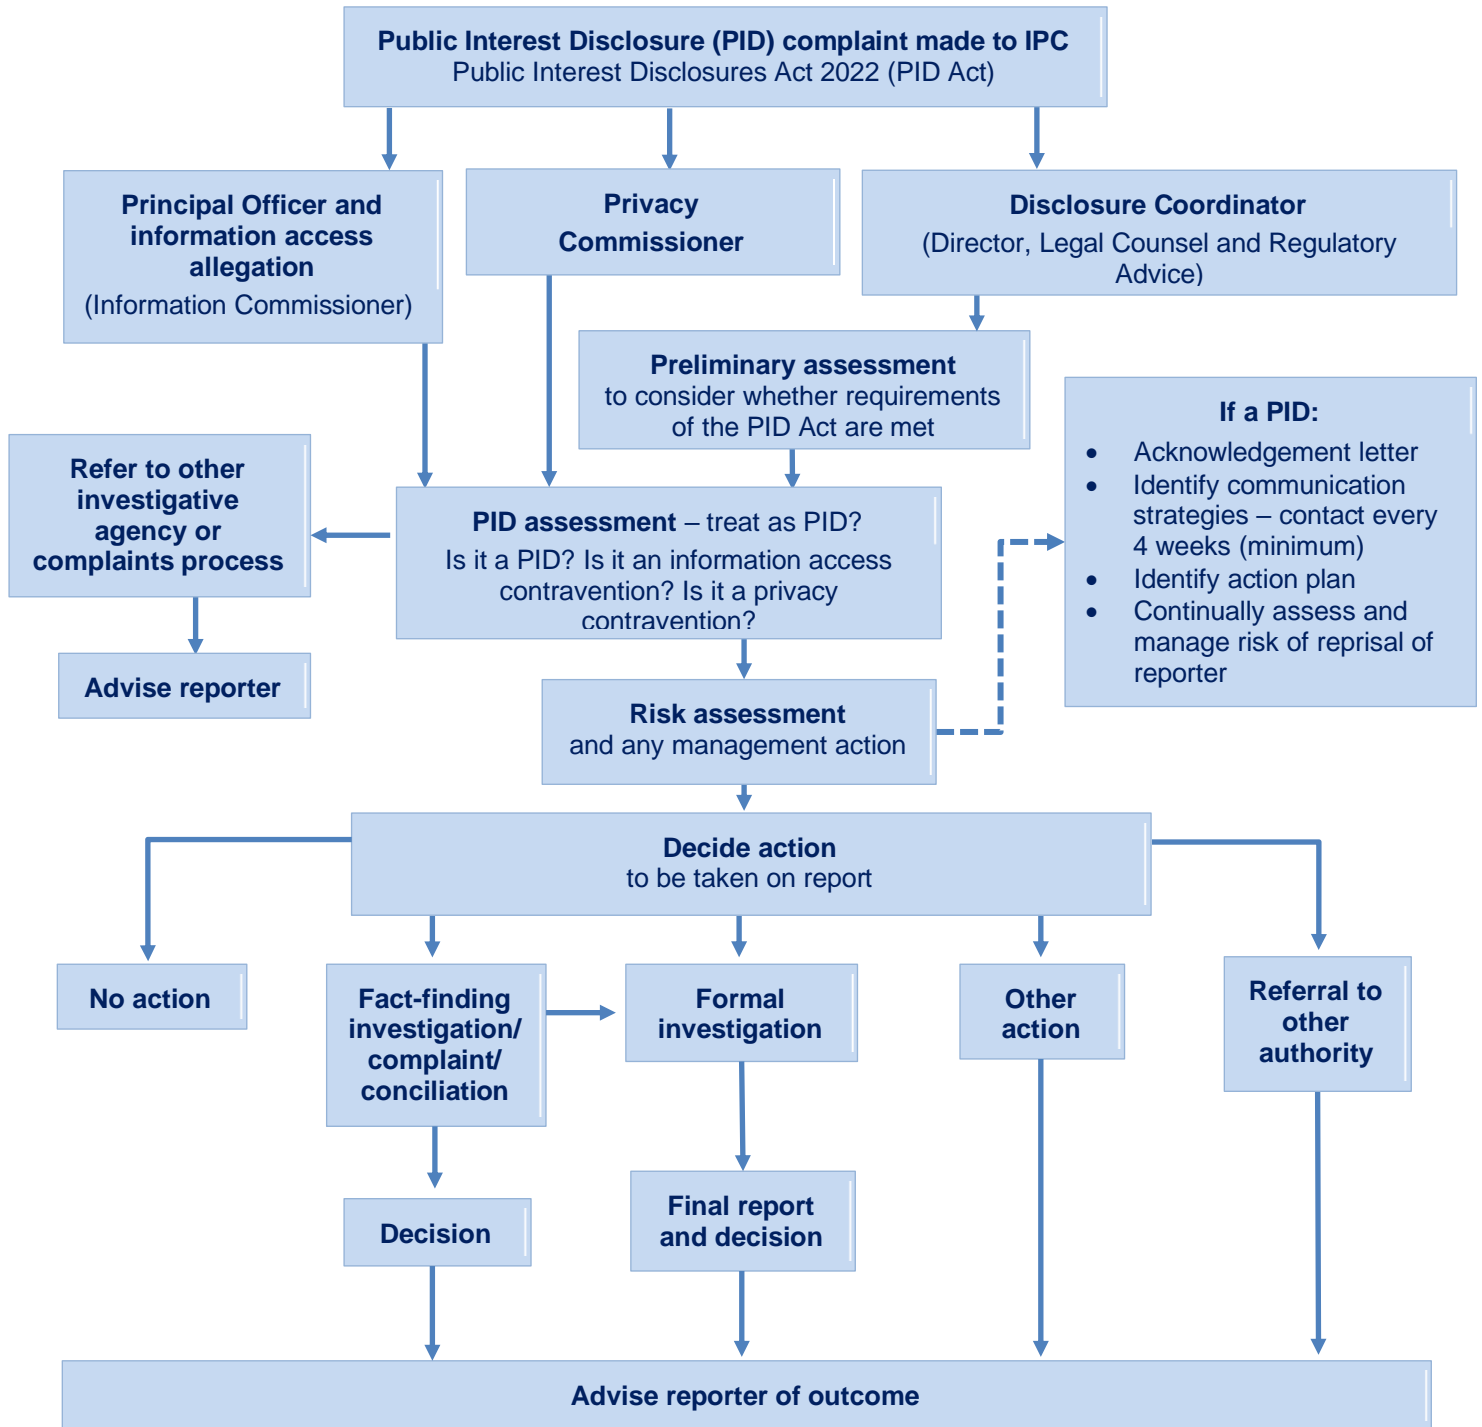 Public Interest Disclosure (PID) complaint made to IPC
Public Interest Disclosures Act 2022 (PID Act)
Principal Officer and
information access
allegation
(Information Commissioner)
Privacy
Commissioner
Disclosure Coordinator
(Director, Legal Counsel and Regulatory
Advice)
Preliminary assessment
to consider whether requirements
of the PID Act are met
If a PID:
• Acknowledgement letter
• Identify communication
strategies – contact every
4 weeks (minimum)
• Identify action plan
• Continually assess and
manage risk of reprisal of
reporter
Refer to other
investigative
agency or
complaints process
PID assessment – treat as PID?
Is it a PID? Is it an information access
contravention? Is it a privacy
contravention?
Advise reporter
Risk assessment
and any management action
Decide action
to be taken on report
No action
Fact-finding
investigation/
complaint/
conciliation
Formal
investigation
Other
action
Referral to
other
authority
Decision
Final report
and decision
Advise reporter of outcome